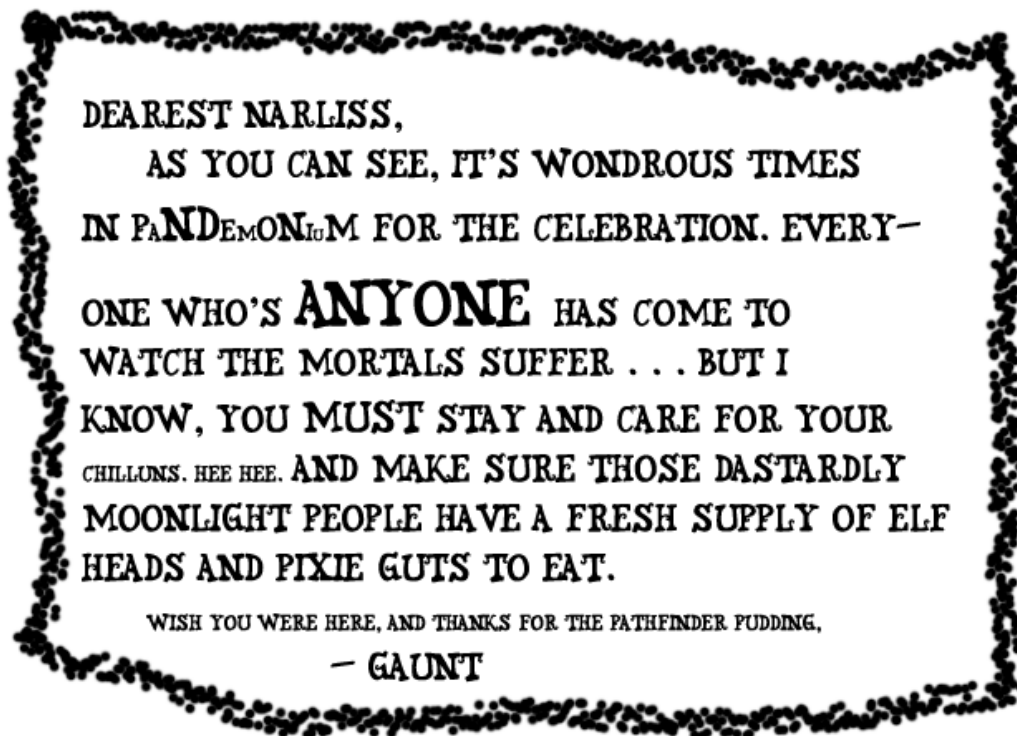 DEAREST NARLISS,
AS YOU CAN SEE, IT'S WONDROUS TIMES
IN PANDEMONIUM FOR THE CELEBRATION. EVERY-
ONE WHO'S ANYONE HAS COME TO
WATCH THE MORTALS SUFFER . . . BUT I
KNOW, YOU MUST STAY AND CARE FOR YOUR
CHILLUNS. HEE HEE. AND MAKE SURE THOSE DASTARDLY
MOONLIGHT PEOPLE HAVE A FRESH SUPPLY OF ELF
HEADS AND PIXIE GUTS TO EAT.
WISH YOU WERE HERE, AND THANKS FOR THE PATHFINDER PUDDING,
- GAUNT